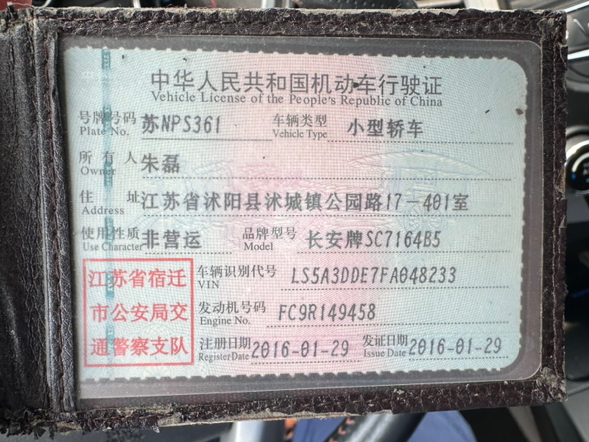 中华人民共和国机动车行驶证
Vehicle License of the People's Republic of China
号牌号码 苏NPS361 车辆类型 小型轿车
Plate No. Vehicle Type
所有人 朱磊
Owner
住址 江苏省沭阳县沭城镇公园路17-401室
Address
使用性质 非营运 品牌型号 长安牌SC7164B5
Use Character Model
江苏省宿迁
市公安局交
通警察支队
车辆识别代号 LS5A3DDE7FA048233
VIN
发动机号码 FC9R149458
Engine No.
注册日期 2016-01-29 发证日期 2016-01-29
Register Date Issue Date